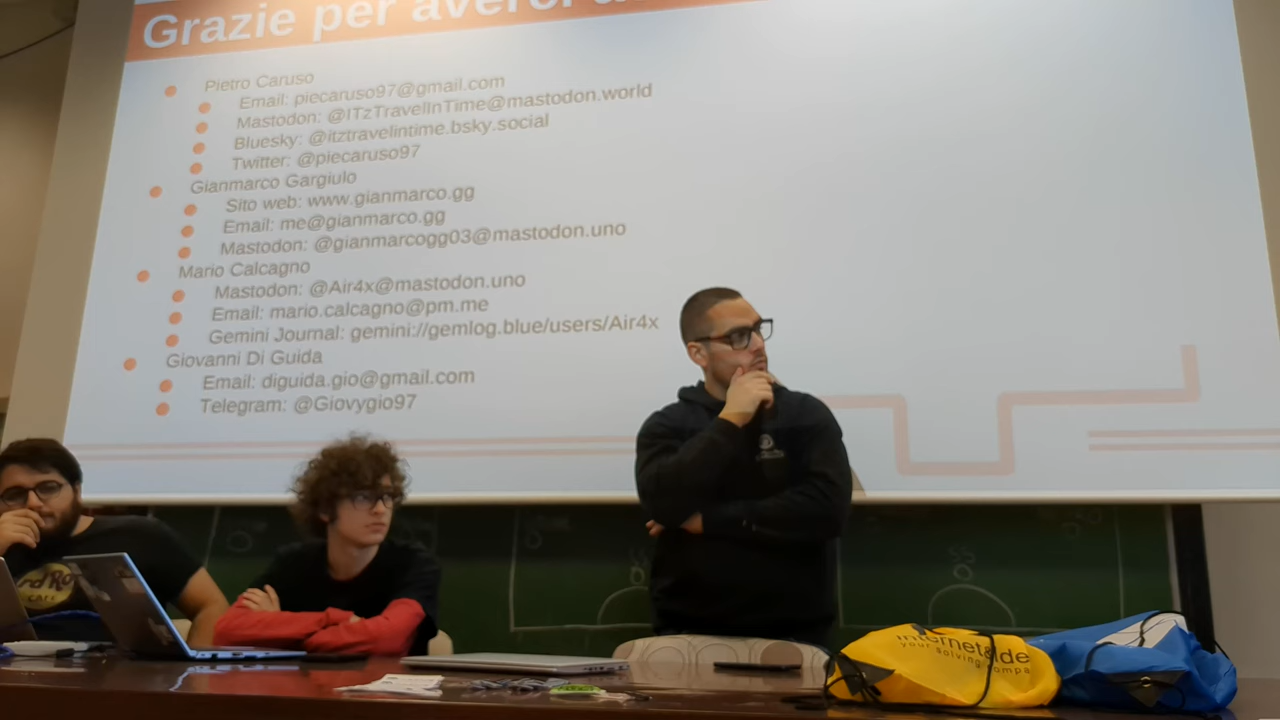 Grazie per averci
Pietro Caruso
Email: piecaruso97@gmail.com
Mastodon: @ITzTravelInTime@mastodon.world
Bluesky: @itztravelintime.bsky.social
Twitter: @piecaruso97
Gianmarco Gargiulo
Sito web: www.gianmarco.gg
Email: me@gianmarco.gg
Mastodon: @gianmarcogg03@mastodon.uno
Mario Calcagno
Mastodon: @Air4x@mastodon.uno
Email: mario.calcagno@pm.me
Gemini Journal: gemini://gemlog.blue/users/Air4x
Giovanni Di Guida
Email: diguida.gio@gmail.com
Telegram: @Giovygio97
CAFE
your solving